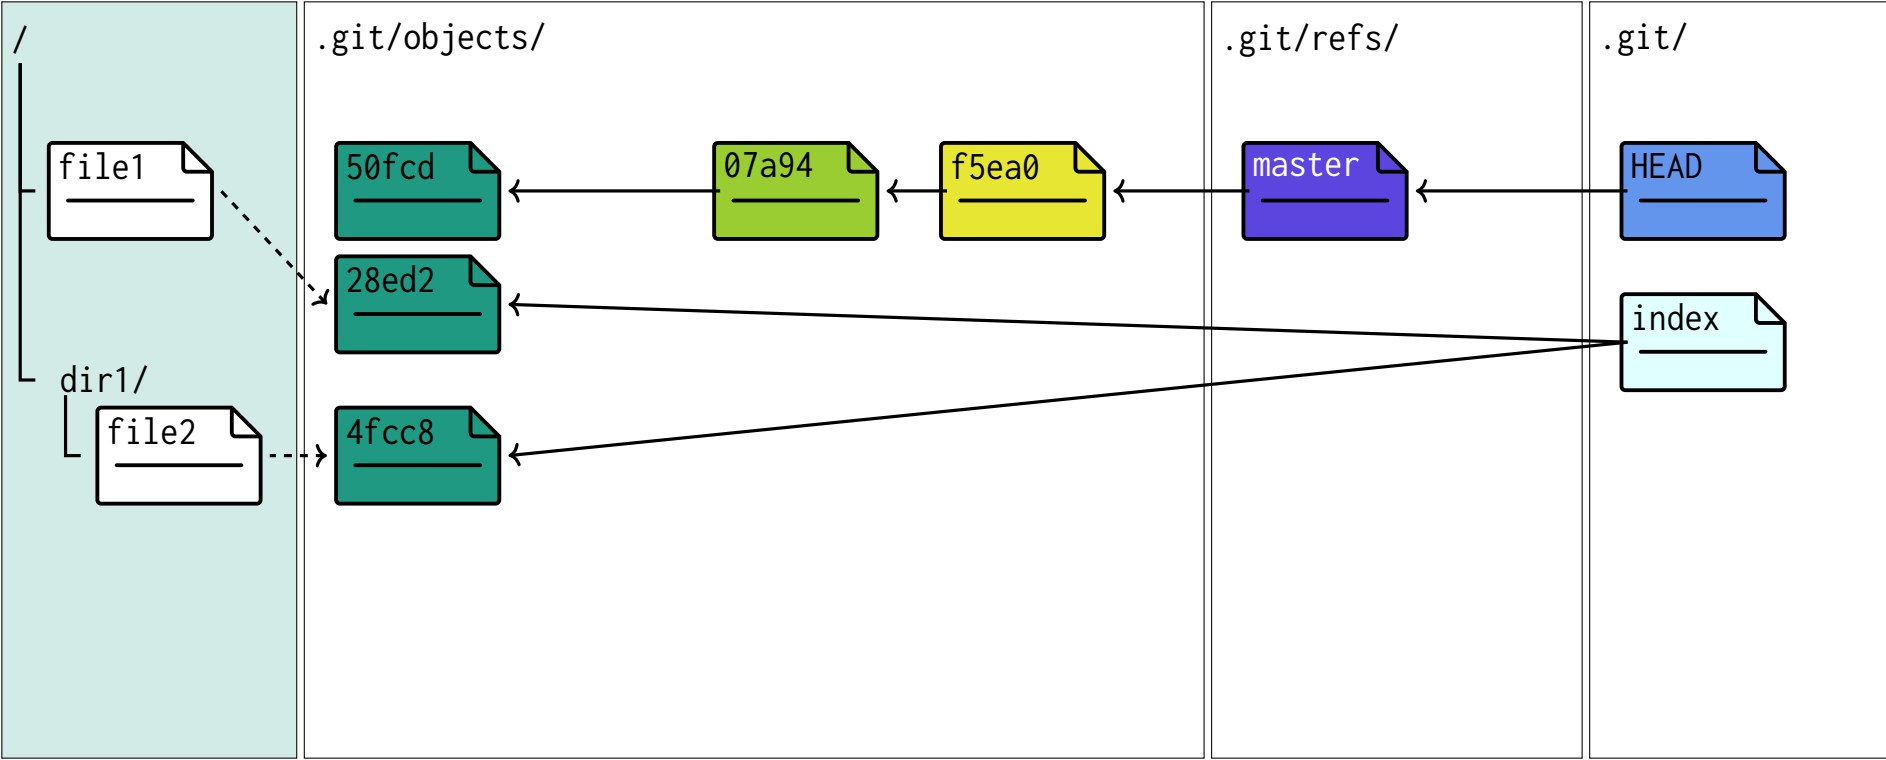 /
.git/objects/
.git/refs/
.git/
file1
50fcd
07a94
f5ea0
master
HEAD
28ed2
index
dir1/
file2
4fcc8